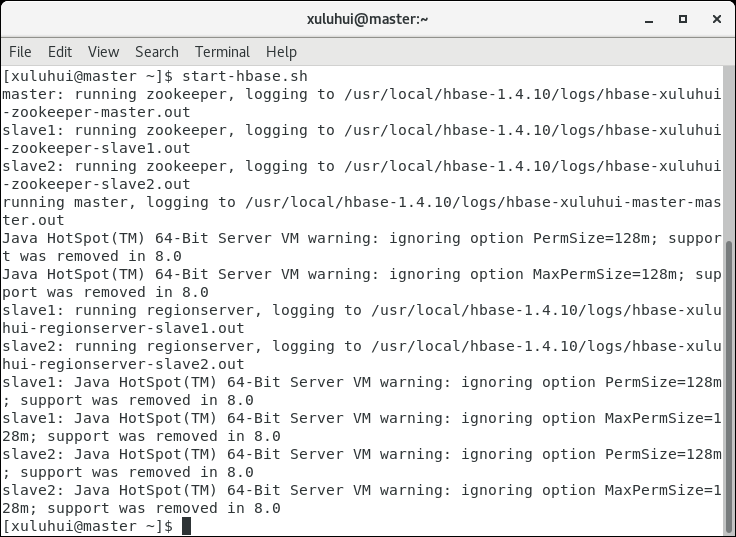 xuluhui@master:~
File Edit View Search Terminal Help
[xuluhui@master ~]$ start-hbase.sh
master: running zookeeper, logging to /usr/local/hbase-1.4.10/logs/hbase-xuluhui
-zookeeper-master.out
slave1: running zookeeper, logging to /usr/local/hbase-1.4.10/logs/hbase-xuluhui
-zookeeper-slave1.out
slave2: running zookeeper, logging to /usr/local/hbase-1.4.10/logs/hbase-xuluhui
-zookeeper-slave2.out
running master, logging to /usr/local/hbase-1.4.10/logs/hbase-xuluhui-master-mas
ter.out
Java HotSpot(TM) 64-Bit Server VM warning: ignoring option PermSize=128m; suppor
t was removed in 8.0
Java HotSpot(TM) 64-Bit Server VM warning: ignoring option MaxPermSize=128m; sup
port was removed in 8.0
slave1: running regionserver, logging to /usr/local/hbase-1.4.10/logs/hbase-xulu
hui-regionserver-slave1.out
slave2: running regionserver, logging to /usr/local/hbase-1.4.10/logs/hbase-xulu
hui-regionserver-slave2.out
slave1: Java HotSpot(TM) 64-Bit Server VM warning: ignoring option PermSize=128m
; support was removed in 8.0
slave1: Java HotSpot(TM) 64-Bit Server VM warning: ignoring option MaxPermSize=1
28m; support was removed in 8.0
slave2: Java HotSpot(TM) 64-Bit Server VM warning: ignoring option PermSize=128m
; support was removed in 8.0
slave2: Java HotSpot(TM) 64-Bit Server VM warning: ignoring option MaxPermSize=1
28m; support was removed in 8.0
[xuluhui@master ~]$